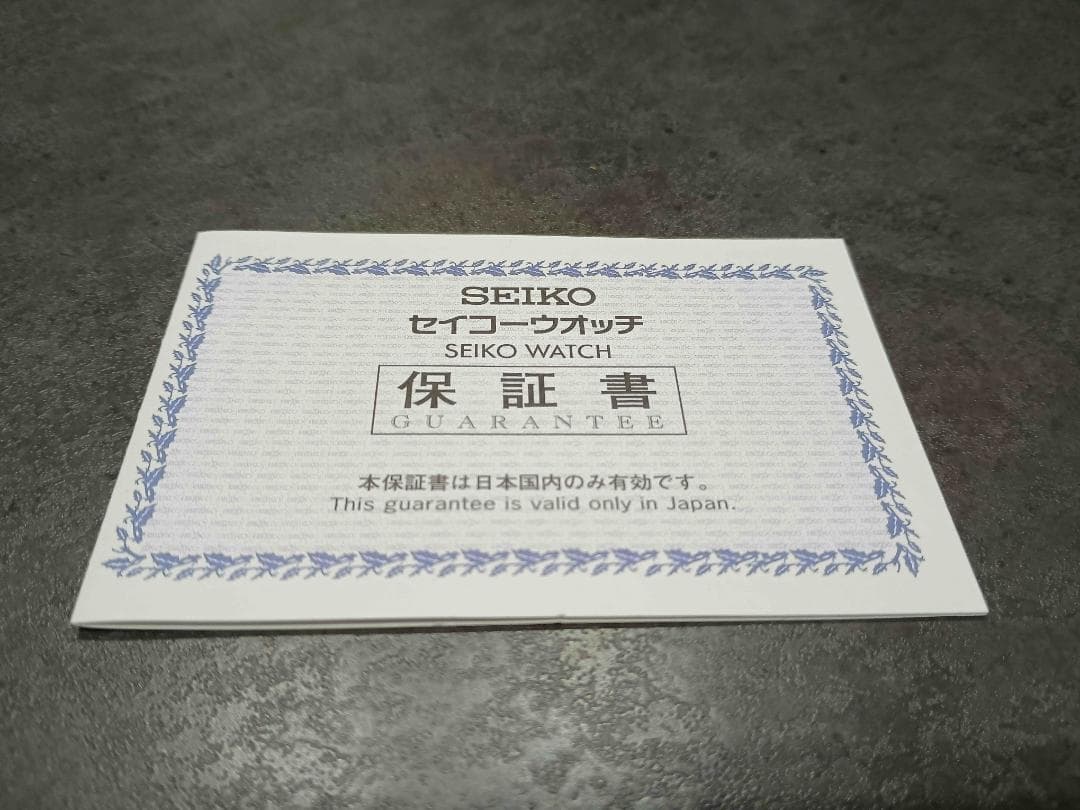 SEIKO
セイコーウオッチ
SEIKO WATCH
保証書
GUARANTEE
本保証書は日本国内のみ有効です。
This guarantee is valid only in Japan.